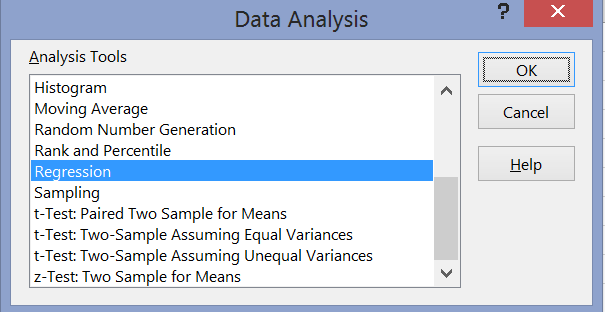 Data Analysis
?
Analysis Tools
Histogram
Moving Average
Random Number Generation
Rank and Percentile
Regression
Sampling
t-Test: Paired Two Sample for Means
t-Test: Two-Sample Assuming Equal Variances
t-Test: Two-Sample Assuming Unequal Variances
z-Test: Two Sample for Means
OK
Cancel
Help